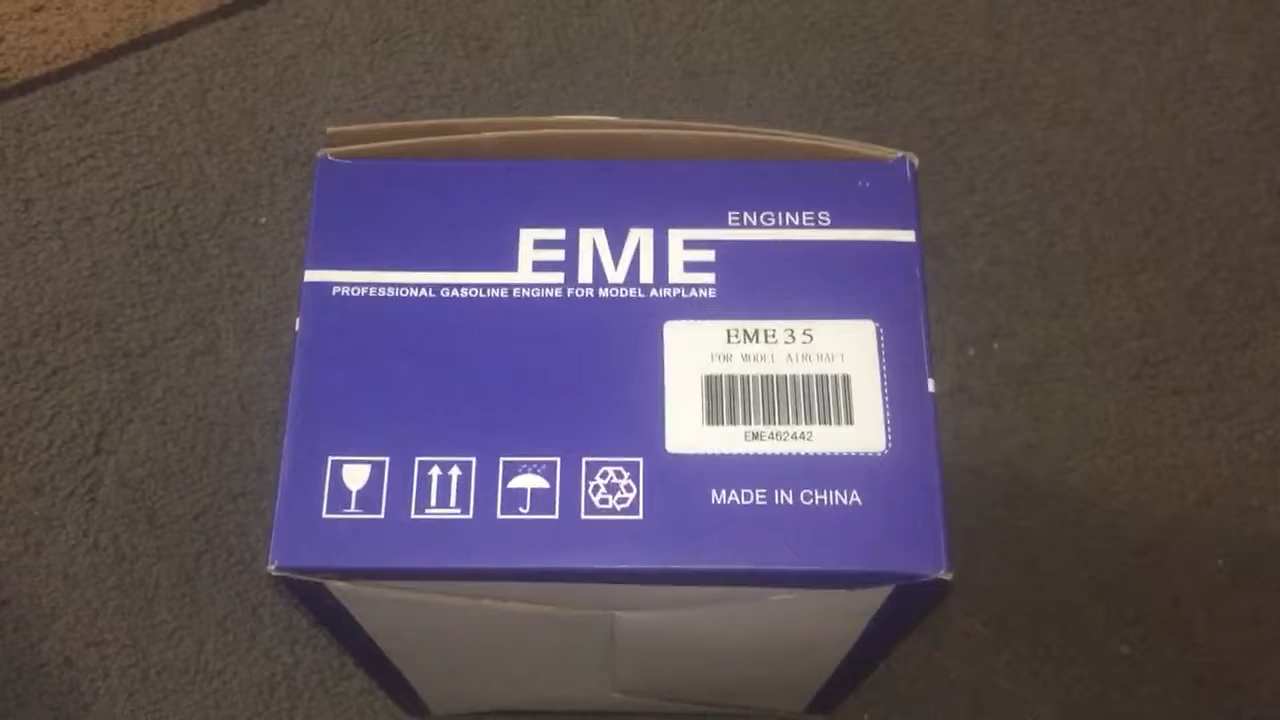 ENGINES
EME
PROFESSIONAL GASOLINE ENGINE FOR MODEL AIRPLANE
EME35
FOR MODEL AIRCRAFT
EME462442
MADE IN CHINA